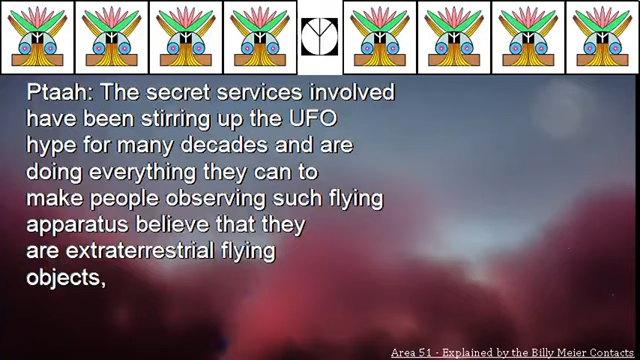 Ptaah: The secret services involved
have been stirring up the UFO
hype for many decades and are
doing everything they can to
make people observing such flying
apparatus believe that they
are extraterrestrial flying
objects,
Area 51 - Explained by the Billy Meier Contacts